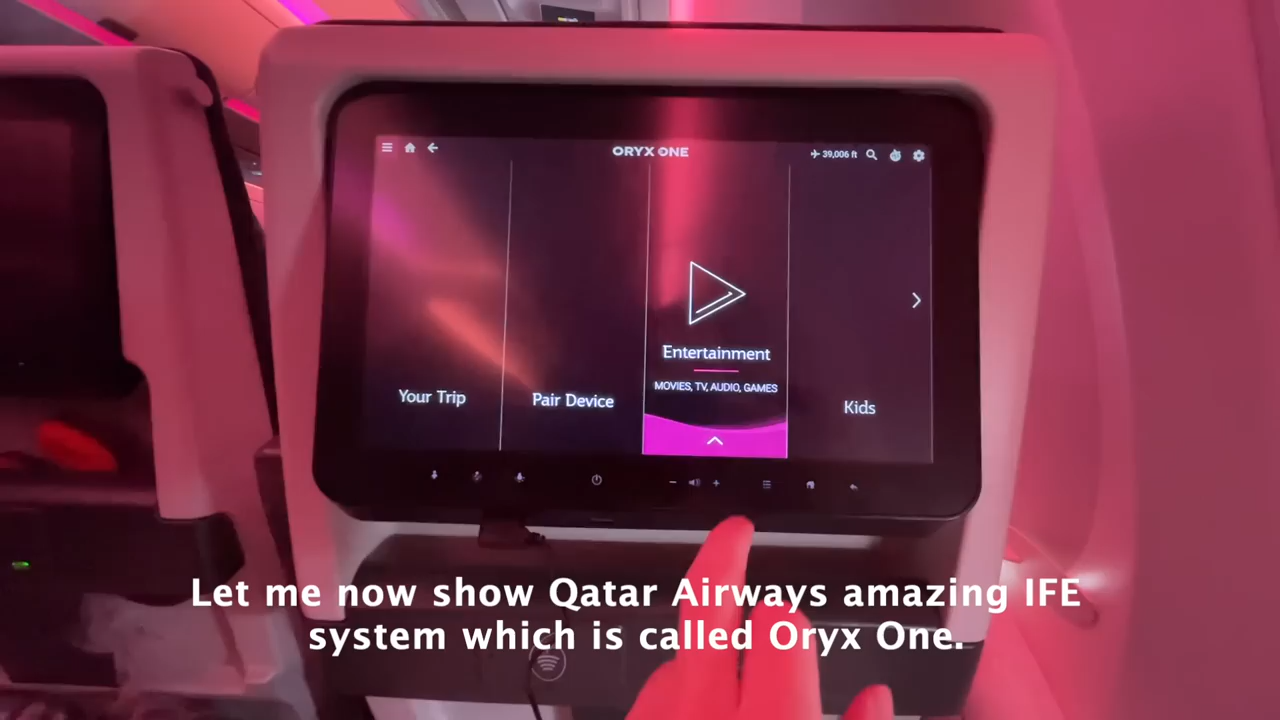 ORYX ONE
39,006 ft
Your Trip
Pair Device
Entertainment
MOVIES, TV, AUDIO, GAMES
Kids
Let me now show Qatar Airways amazing IFE
system which is called Oryx One.